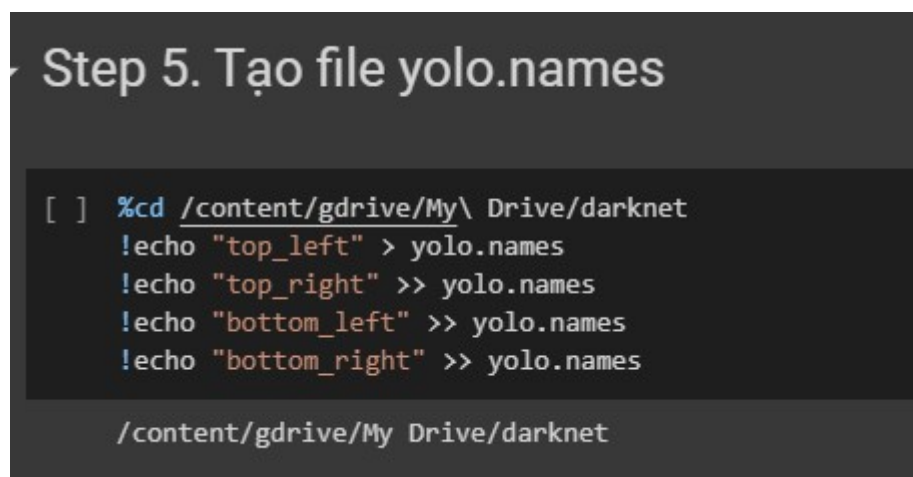 Step 5. Tạo file yolo.names
[ ] %cd /content/gdrive/My\ Drive/darknet
!echo "top_left" > yolo.names
!echo "top_right" >> yolo.names
!echo "bottom_left" >> yolo.names
!echo "bottom_right" >> yolo.names
/content/gdrive/My Drive/darknet